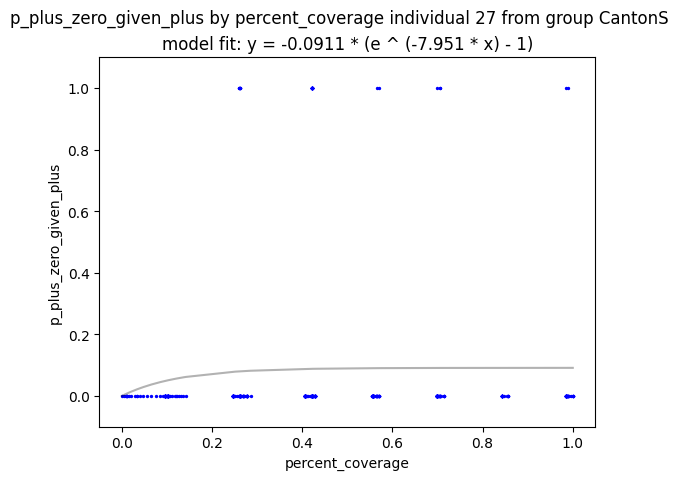 p_plus_zero_given_plus by percent_coverage individual 27 from group CantonS
model fit: y = -0.0911 * (e ^ (-7.951 * x) - 1)
1.0
0.8
0.6
0.4
0.2
0.0
p_plus_zero_given_plus
0.0 0.2 0.4 0.6 0.8 1.0
percent_coverage